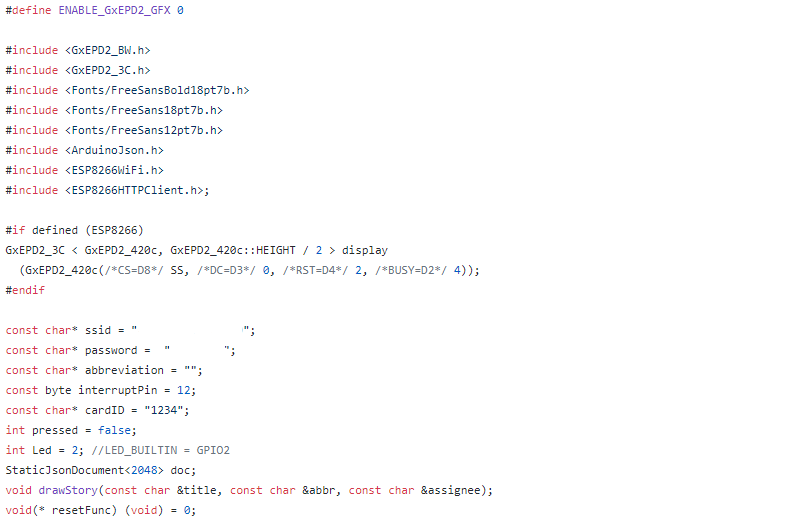 #define ENABLE_GxEPD2_GFX 0
#include <GxEPD2_BW.h>
#include <GxEPD2_3C.h>
#include <Fonts/FreeSansBold18pt7b.h>
#include <Fonts/FreeSans18pt7b.h>
#include <Fonts/FreeSans12pt7b.h>
#include <ArduinoJson.h>
#include <ESP8266WiFi.h>
#include <ESP8266HTTPClient.h>;
#if defined (ESP8266)
GxEPD2_3C < GxEPD2_420c, GxEPD2_420c::HEIGHT / 2 > display
(GxEPD2_420c(/*CS=D8*/ SS, /*DC=D3*/ 0, /*RST=D4*/ 2, /*BUSY=D2*/ 4));
#endif
const char* ssid = " ";
const char* password = " ";
const char* abbreviation = "";
const byte interruptPin = 12;
const char* cardID = "1234";
int pressed = false;
int Led = 2; //LED_BUILTIN = GPIO2
StaticJsonDocument<2048> doc;
void drawStory(const char &title, const char &abbr, const char &assignee);
void(* resetFunc) (void) = 0;